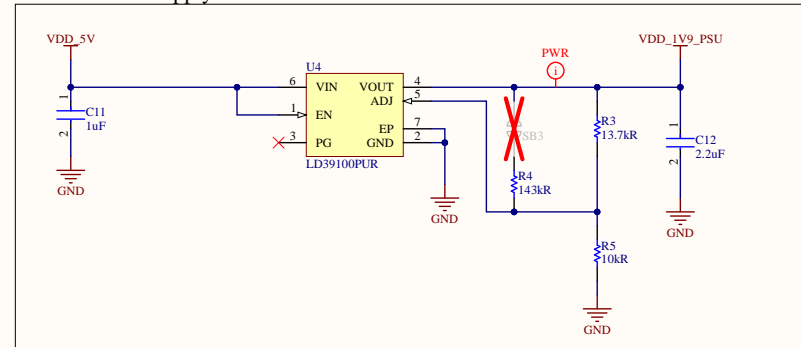 VDD_5V
PWR
i
VDD_1V9_PSU
U4
6 VIN VOUT 4
ADJ 5
1 EN
EP 7
3 PG GND 2
LD39100PUR
1
C11
1uF
2
GND
GND
SB3
R4
143kR
R3
13.7kR
1
C12
2.2uF
2
GND
R5
10kR
GND